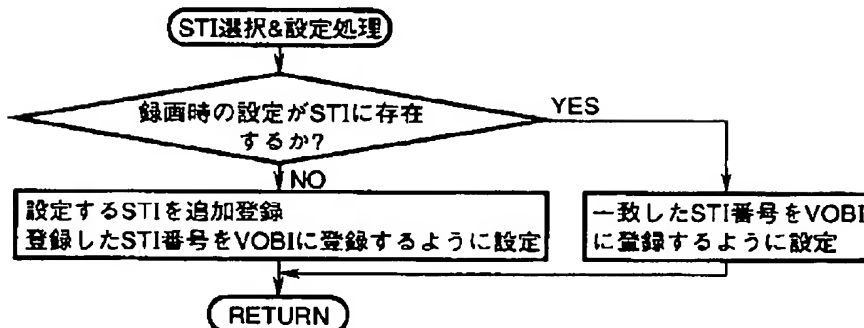 STI選択&設定処理
録画時の設定がSTIに存在
するか?
YES
NO
設定するSTIを追加登録
登録したSTI番号をVOBIに登録するように設定
一致したSTI番号をVOBI
に登録するように設定
RETURN